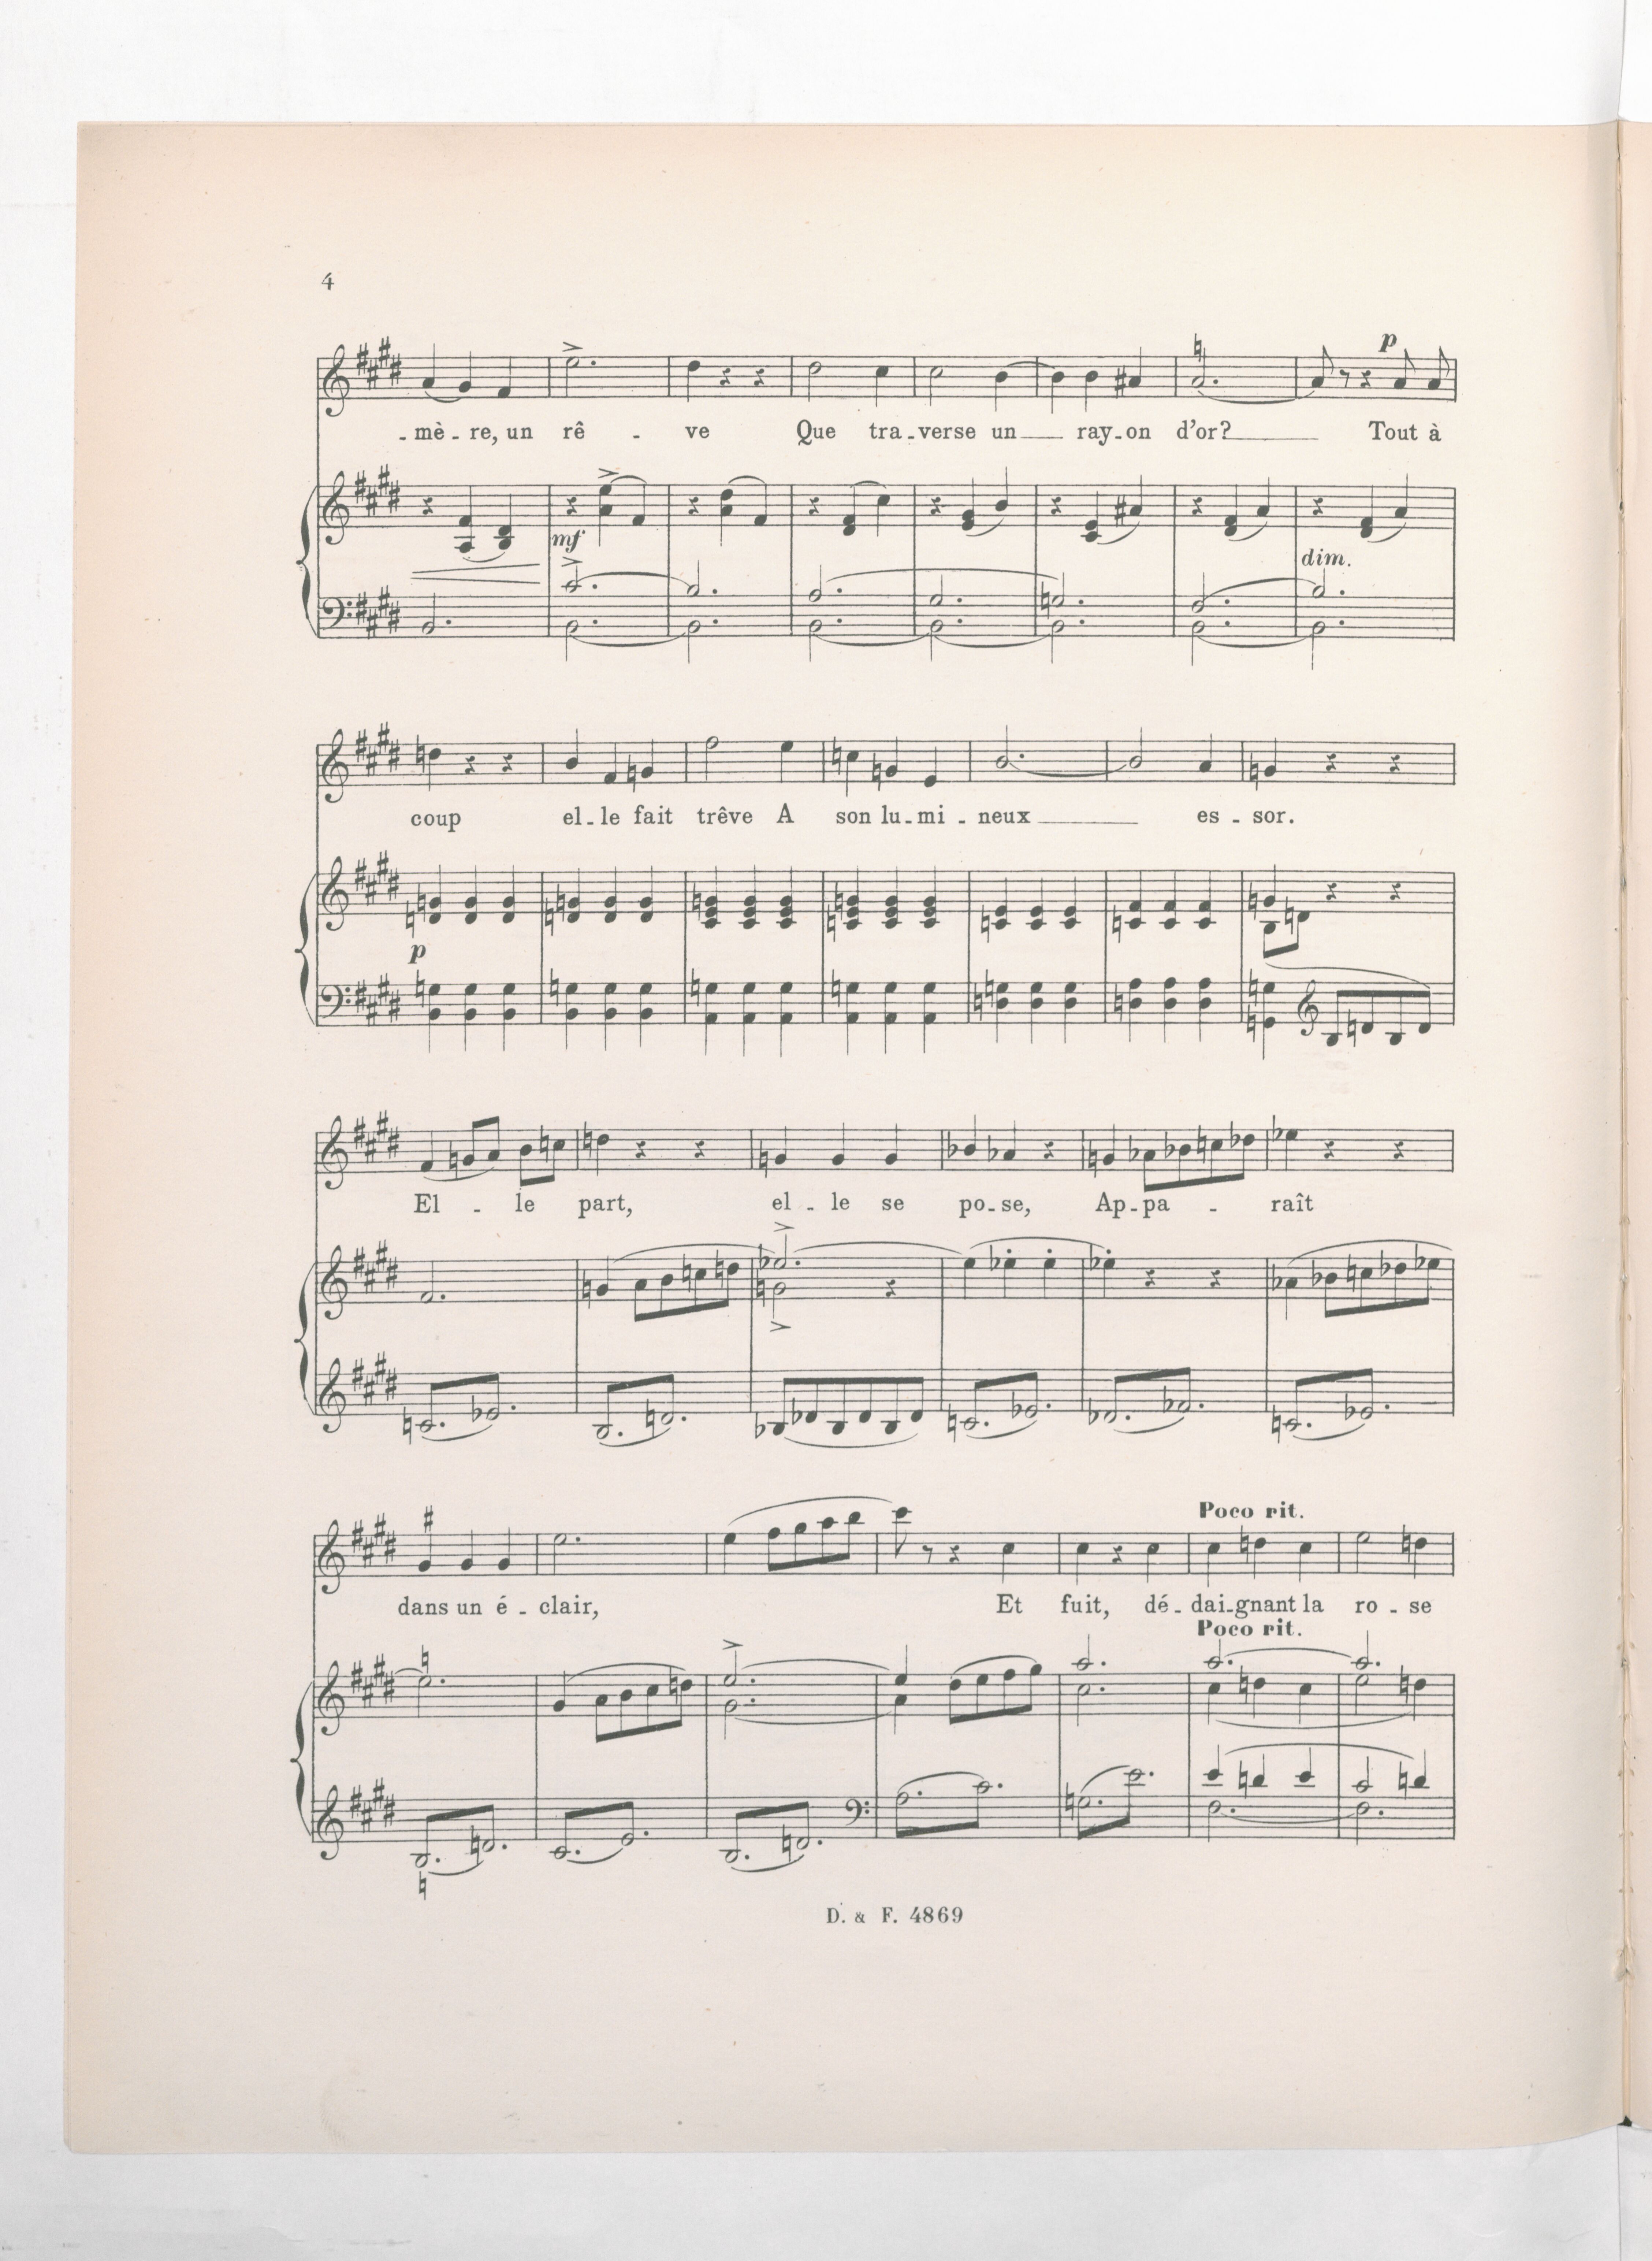 4
p
- mè - re, un rê - ve Que tra - verse un ray - on d'or? Tout à
mf
dim.
coup el - le fait trêve A son lu - mi - neux es - sor.
p
El - le part, el - le se po - se, Ap - pa - raît
Poco rit.
dans un é - clair, Et fuit, dé - dai - gnant la ro - se
Poco rit.
D. & F. 4869